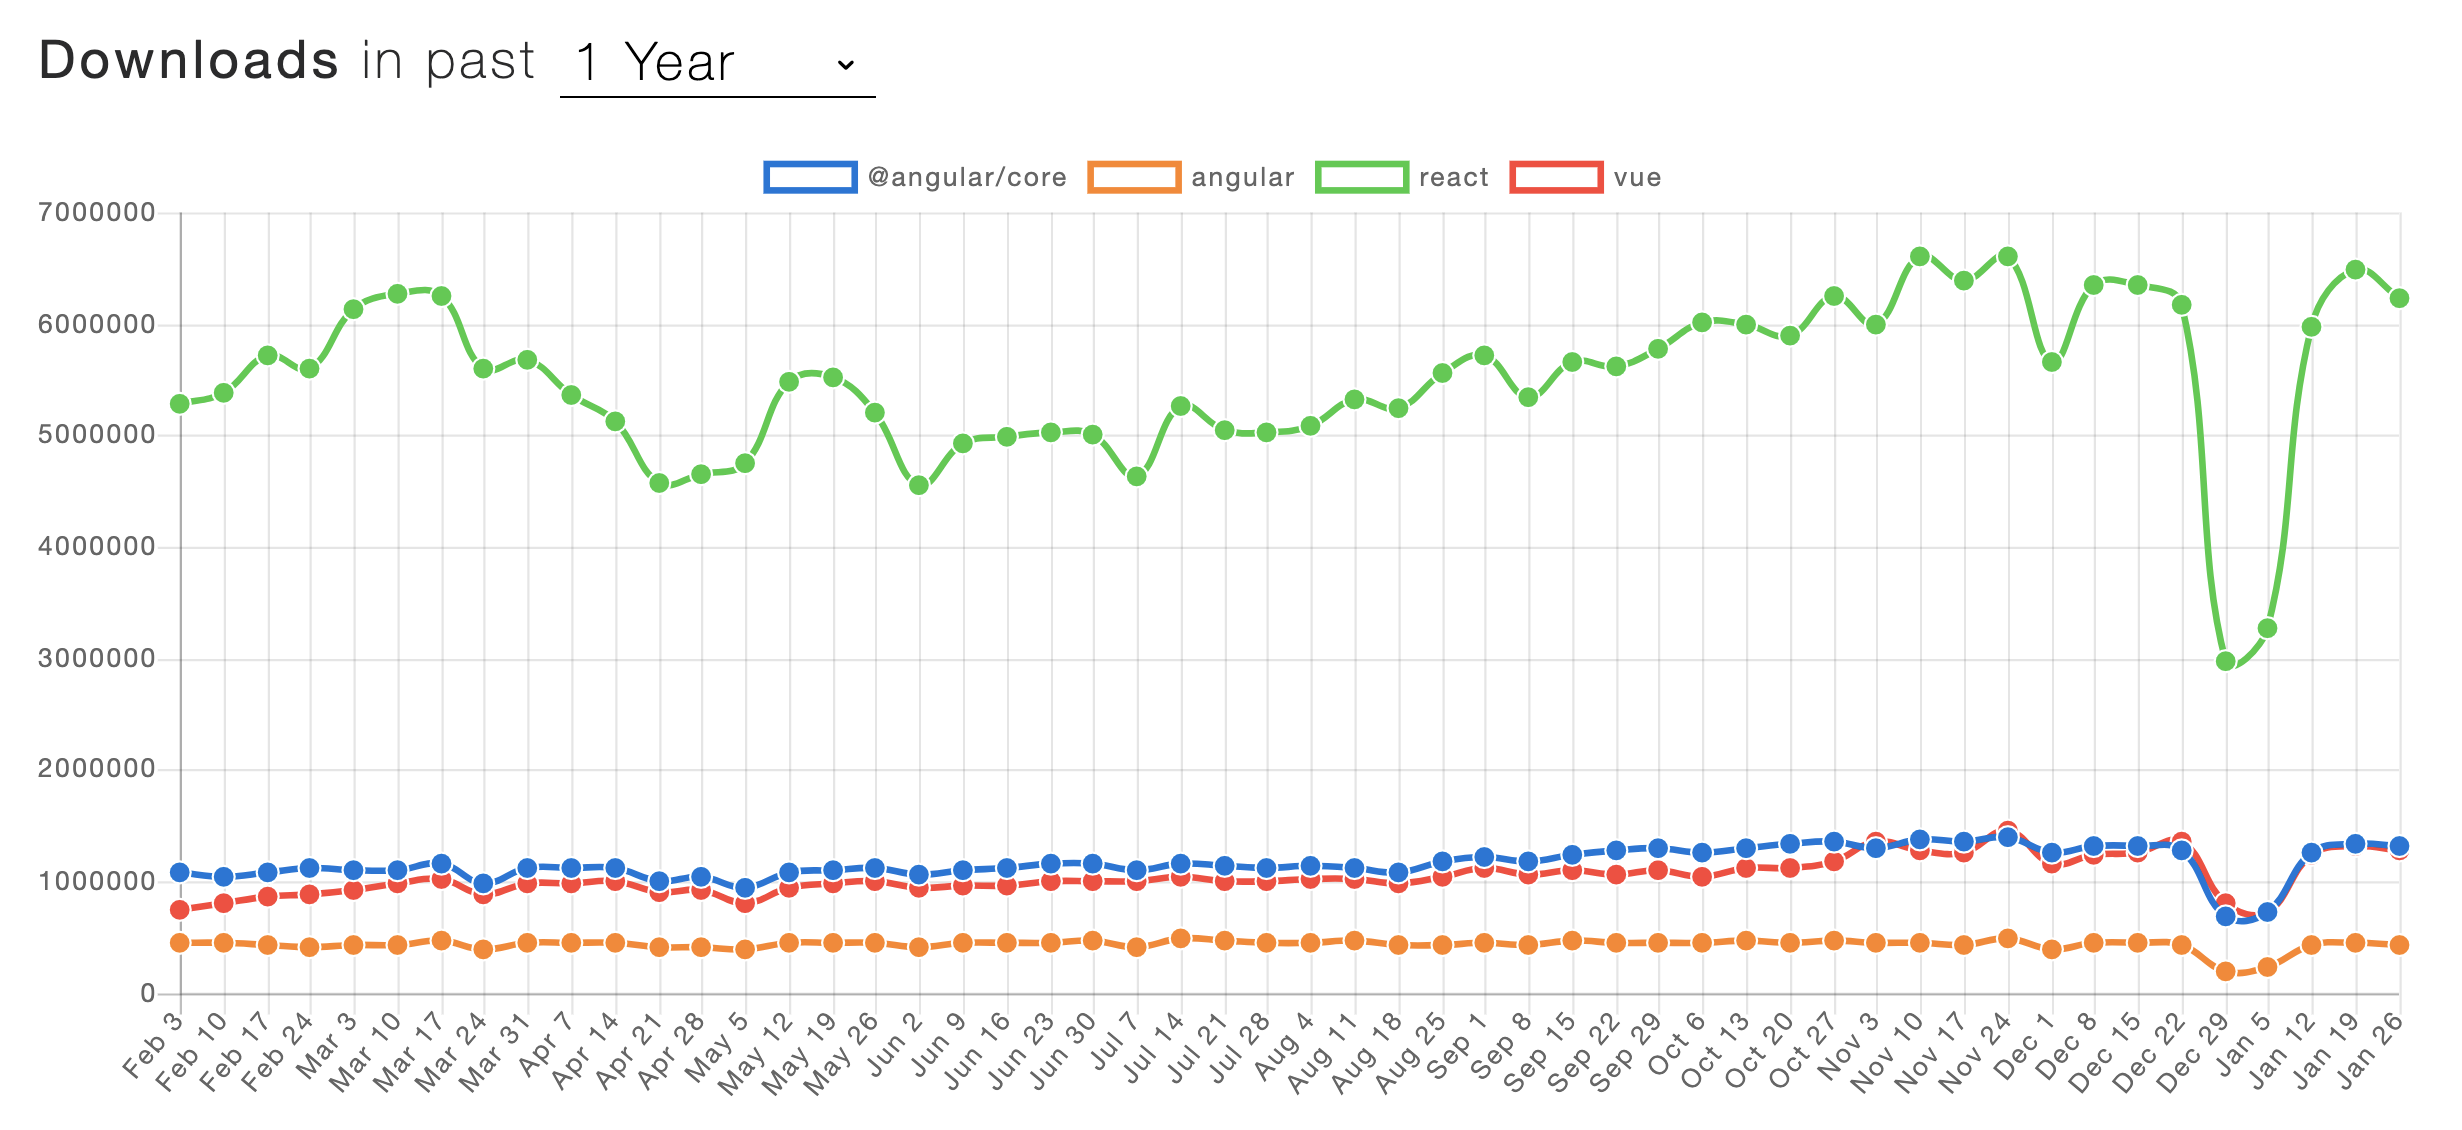 Downloads in past 1 Year
@angular/core angular react vue
7000000
6000000
5000000
4000000
3000000
2000000
1000000
0
Feb 3
Feb 10
Feb 17
Feb 24
Mar 3
Mar 10
Mar 17
Mar 24
Mar 31
Apr 7
Apr 14
Apr 21
Apr 28
May 5
May 12
May 19
May 26
Jun 2
Jun 9
Jun 16
Jun 23
Jun 30
Jul 7
Jul 14
Jul 21
Jul 28
Aug 4
Aug 11
Aug 18
Aug 25
Sep 1
Sep 8
Sep 15
Sep 22
Sep 29
Oct 6
Oct 13
Oct 20
Oct 27
Nov 3
Nov 10
Nov 17
Nov 24
Dec 1
Dec 8
Dec 15
Dec 22
Dec 29
Jan 5
Jan 12
Jan 19
Jan 26